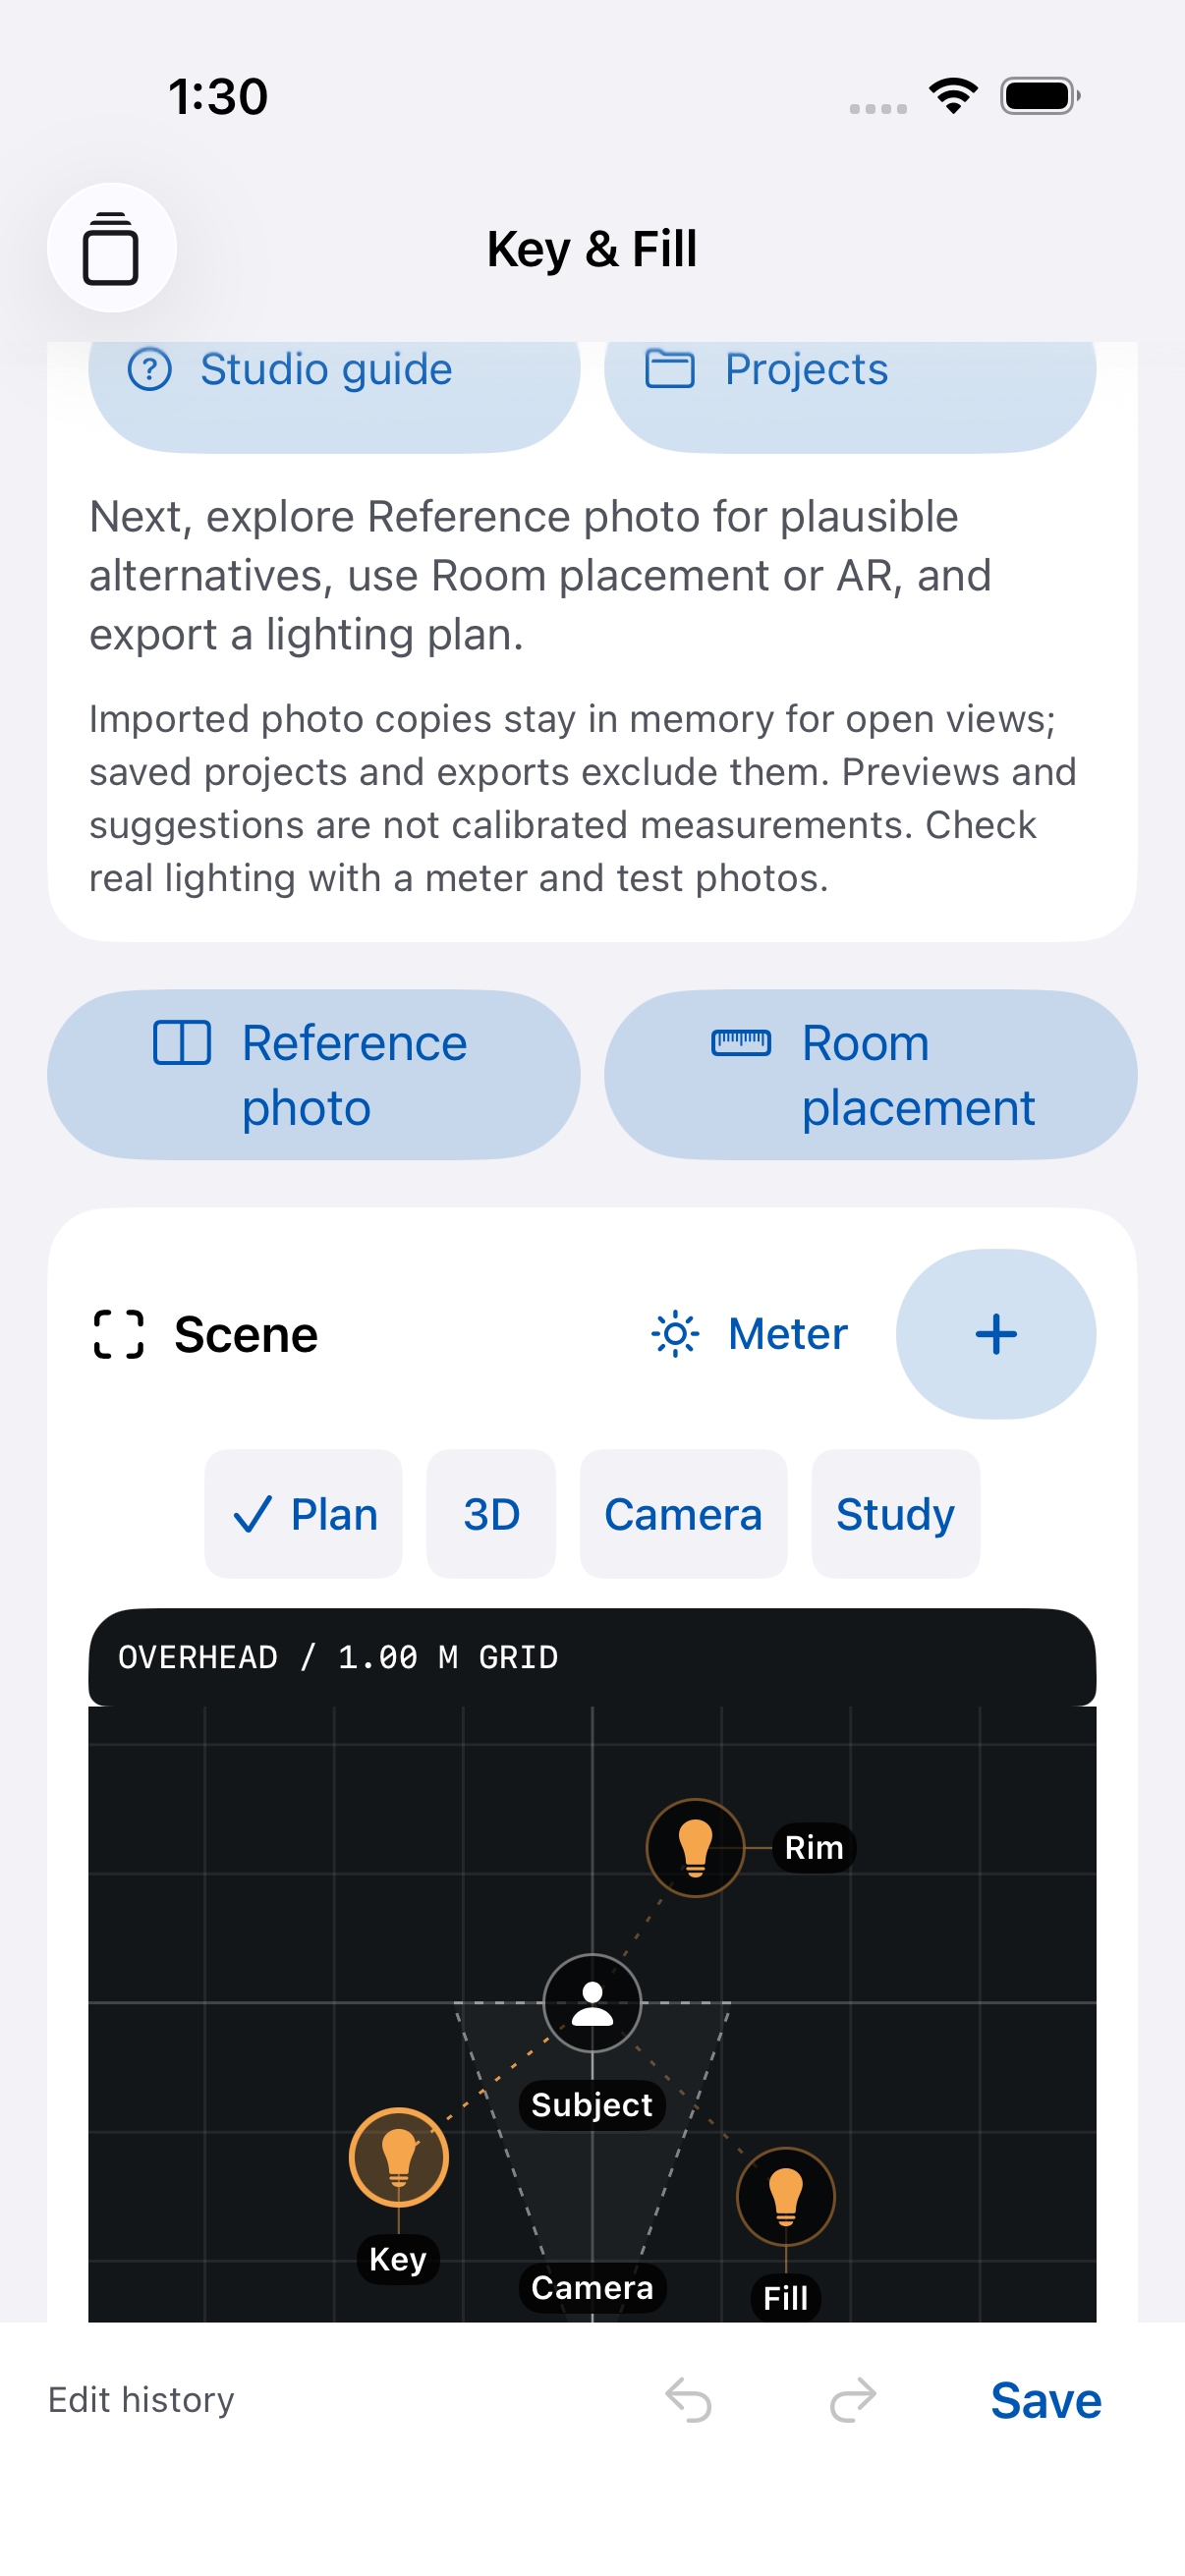 1:30
Key & Fill
Studio guide
Projects
Next, explore Reference photo for plausible
alternatives, use Room placement or AR, and
export a lighting plan.
Imported photo copies stay in memory for open views;
saved projects and exports exclude them. Previews and
suggestions are not calibrated measurements. Check
real lighting with a meter and test photos.
Reference
photo
Room
placement
Scene
Meter
Plan
3D
Camera
Study
OVERHEAD / 1.00 M GRID
Rim
Subject
Key
Camera
Fill
Edit history
Save